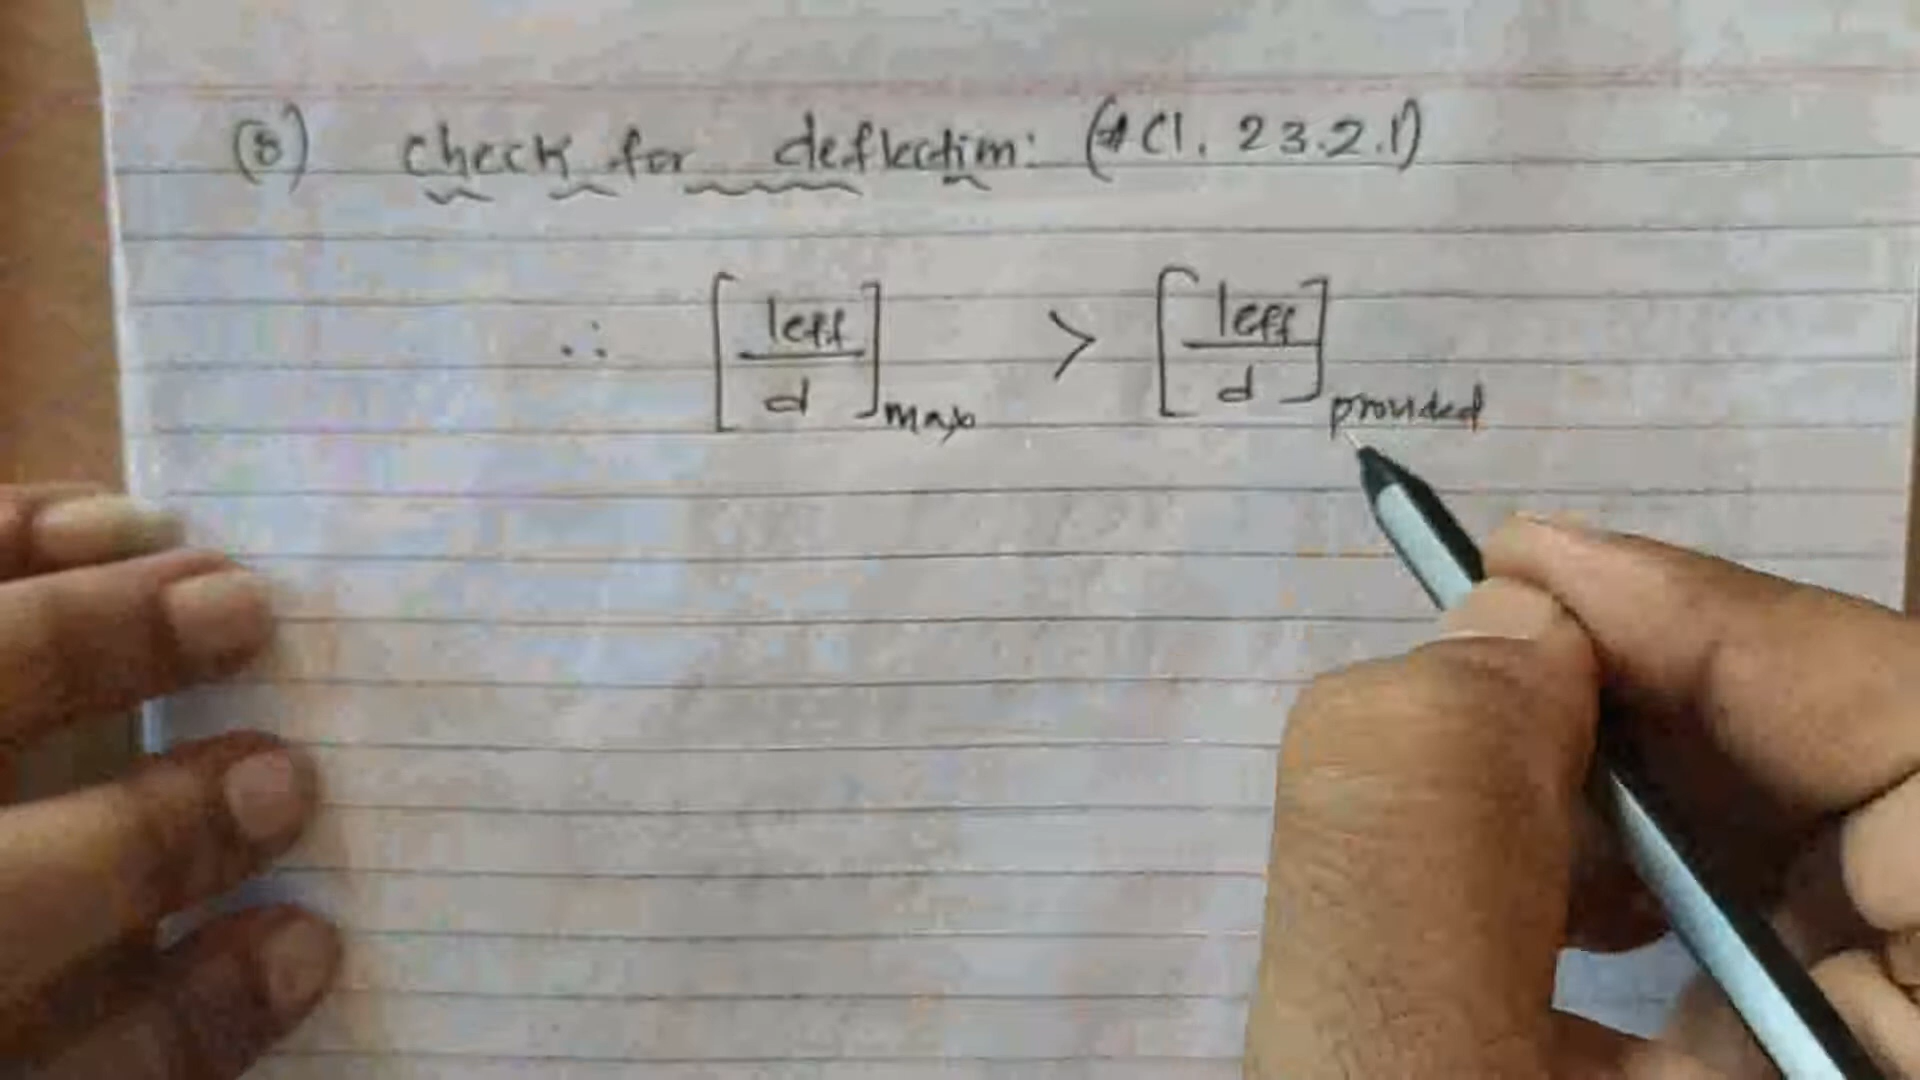 (8) Check for deflection: (#Cl. 23.2.1)
∴ [leff/d]max > [leff/d]provided